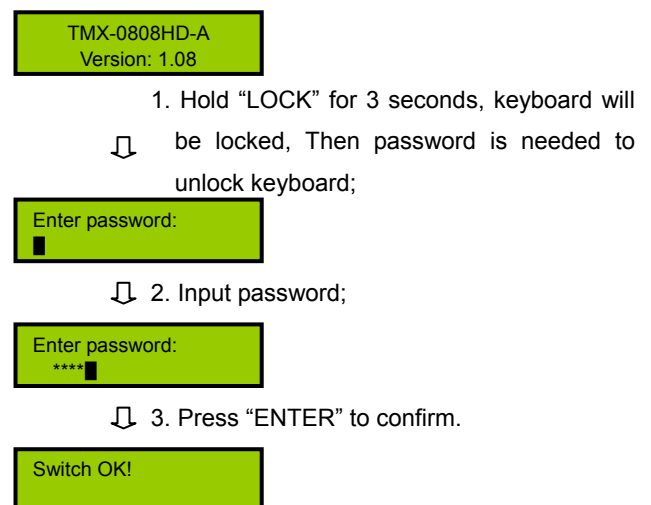 TMX-0808HD-A
Version: 1.08
1. Hold “LOCK” for 3 seconds, keyboard will
be locked, Then password is needed to
unlock keyboard;
Enter password:
2. Input password;
Enter password:
****
3. Press “ENTER” to confirm.
Switch OK!